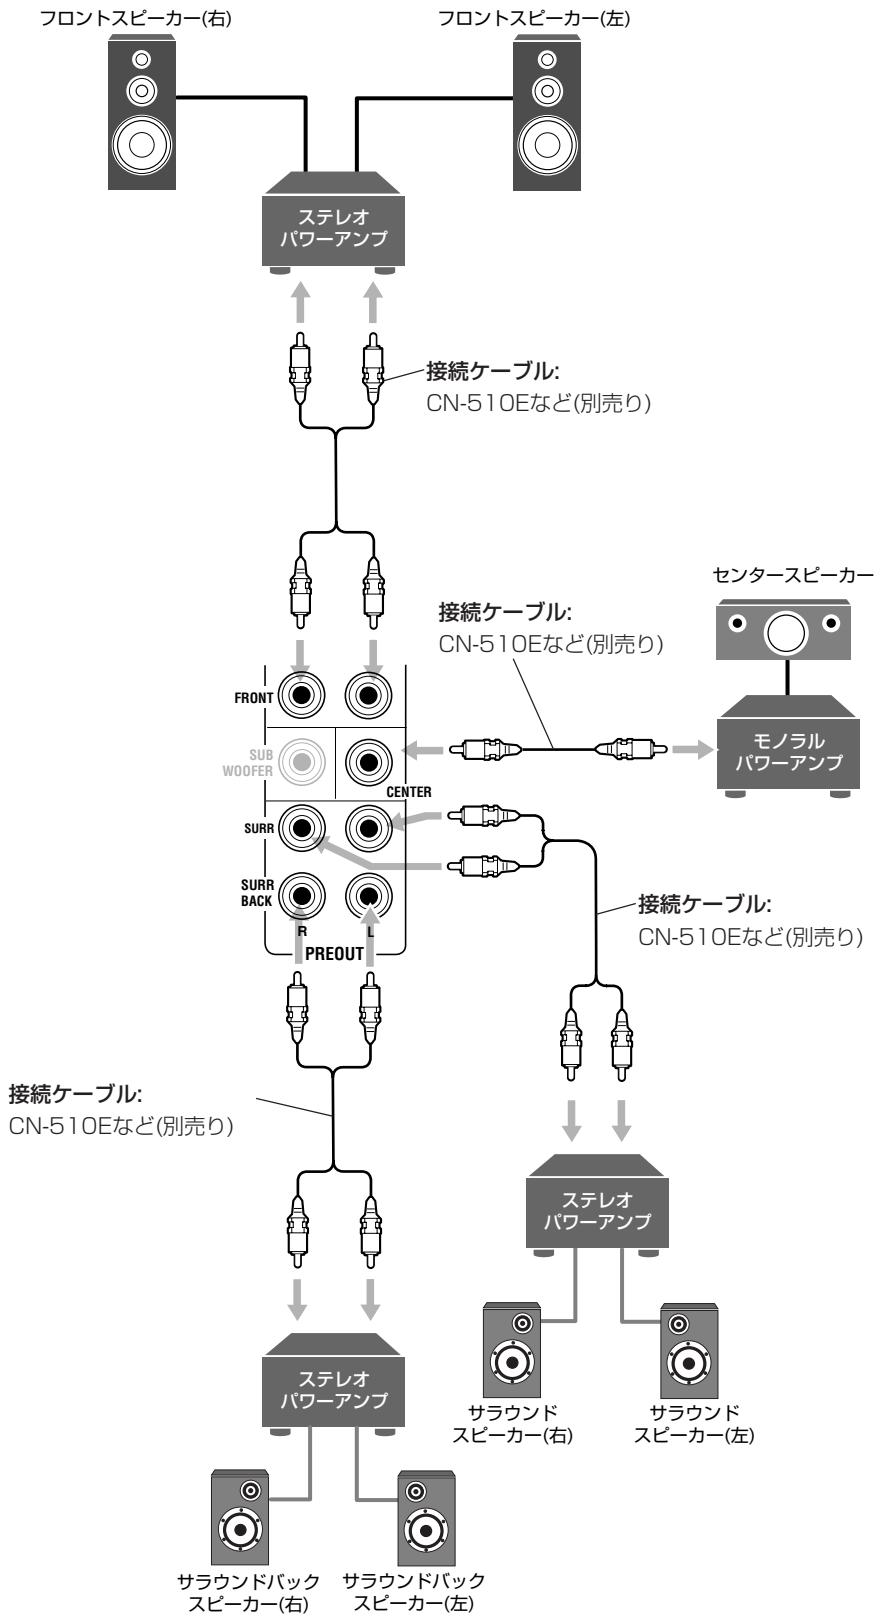 フロントスピーカー(右)
フロントスピーカー(左)
ステレオ
パワーアンプ
接続ケーブル:
CN-510Eなど(別売り)
センタースピーカー
接続ケーブル:
CN-510Eなど(別売り)
FRONT
モノラル
パワーアンプ
SUB
WOOFER
CENTER
SURR
SURR
BACK
R
L
PREOUT
接続ケーブル:
CN-510Eなど(別売り)
接続ケーブル:
CN-510Eなど(別売り)
ステレオ
パワーアンプ
ステレオ
パワーアンプ
サラウンド
スピーカー(右)
サラウンド
スピーカー(左)
サラウンドバック
スピーカー(右)
サラウンドバック
スピーカー(左)